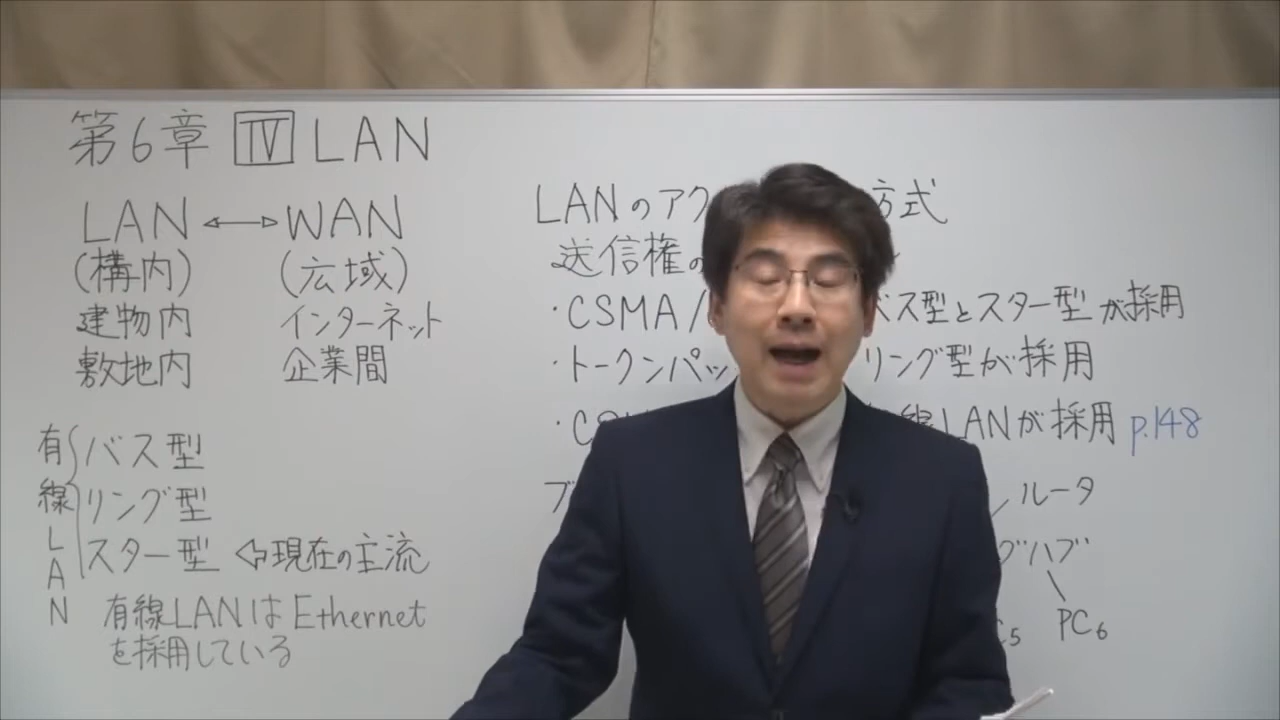 第6章 Ⅳ LAN
LAN ↔ WAN
(構内) (広域)
建物内 インターネット
敷地内 企業間
有線LAN
バス型
リング型
スター型 ⇦現在の主流
有線LANはEthernet
を採用している
LANのアク 方式
送信権の
・CSMA/ バス型とスター型が採用
・トークンパッ リング型が採用
・CS 線LANが採用 p.148
ブ ルータ
グハブ
5 PC6